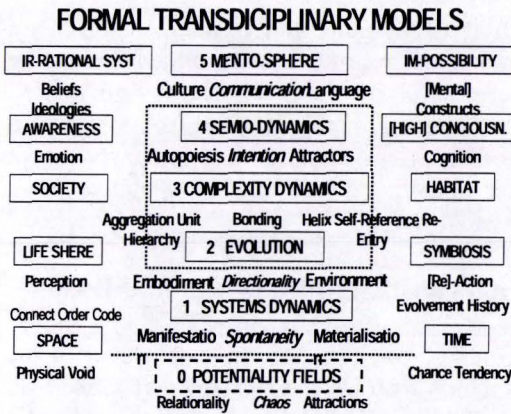 FORMAL TRANSDICIPLINARY MODELS
IR-RATIONAL SYST 5 MENTO-SPHERE IM-POSSIBILITY
Beliefs Culture CommunicationLanguage [Mental]
Ideologies Constructs
AWARENESS 4 SEMIO-DYNAMICS [HIGH] CONCIOUSN.
Emotion Autopoiesis Intention Attractors Cognition
SOCIETY 3 COMPLEXITY DYNAMICS HABITAT
Aggregation Unit Bonding Helix Self-Reference Re-
Hierarchy Entry
LIFE SHERE 2 EVOLUTION SYMBIOSIS
Perception Embodiment Directionality Environment [Re]-Action
1 SYSTEMS DYNAMICS Evolvement History
Connect Order Code
SPACE Manifestatio Spontaneity Materialisatio TIME
n n
Physical Void 0 POTENTIALITY FIELDS Chance Tendency
Relationality Chaos Attractions